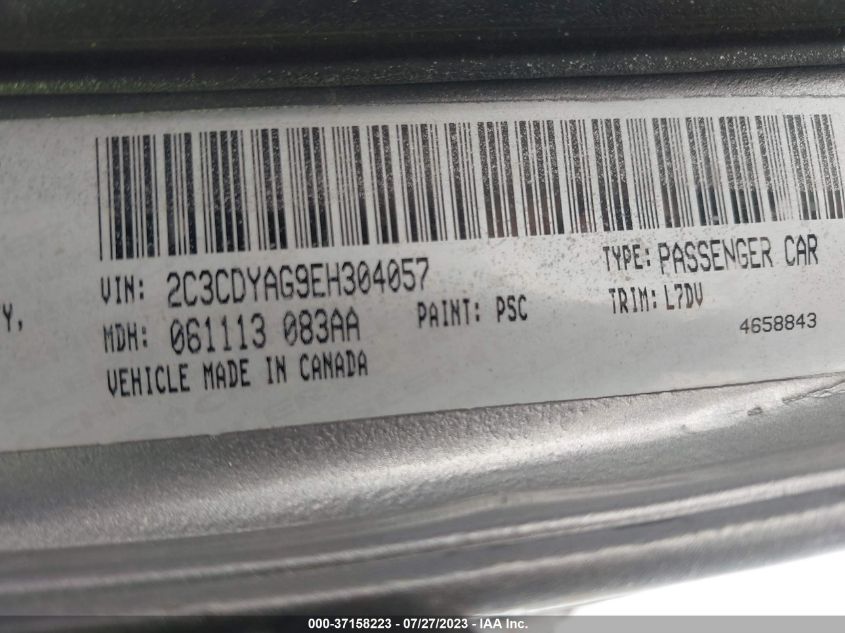 VIN: 2C3CDYAG9EH304057
TYPE: PASSENGER CAR
Y,
MDH: 061113 083AA
PAINT: PSC
TRIM: L7DV
4658843
VEHICLE MADE IN CANADA
000-37158223 - 07/27/2023 - IAA Inc.